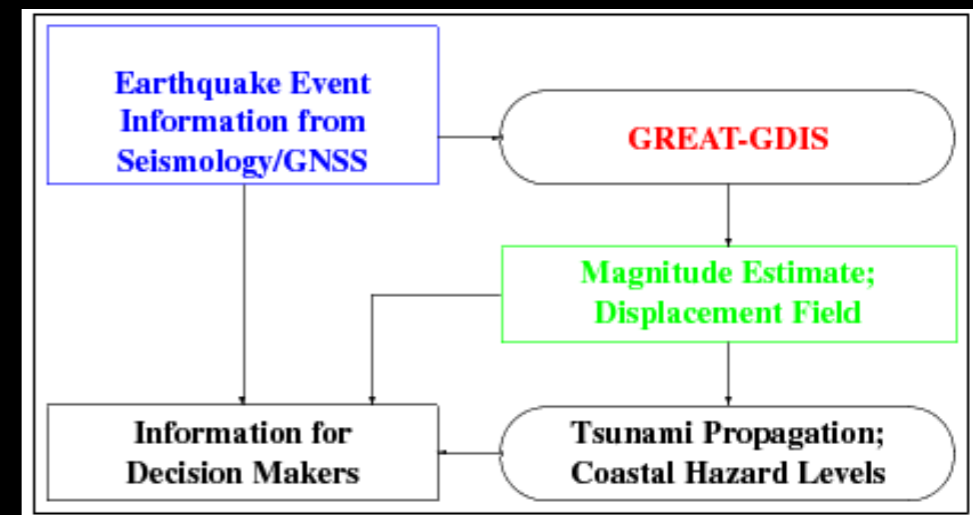 Earthquake Event
Information from
Seismology/GNSS
GREAT-GDIS
Magnitude Estimate;
Displacement Field
Information for
Decision Makers
Tsunami Propagation;
Coastal Hazard Levels